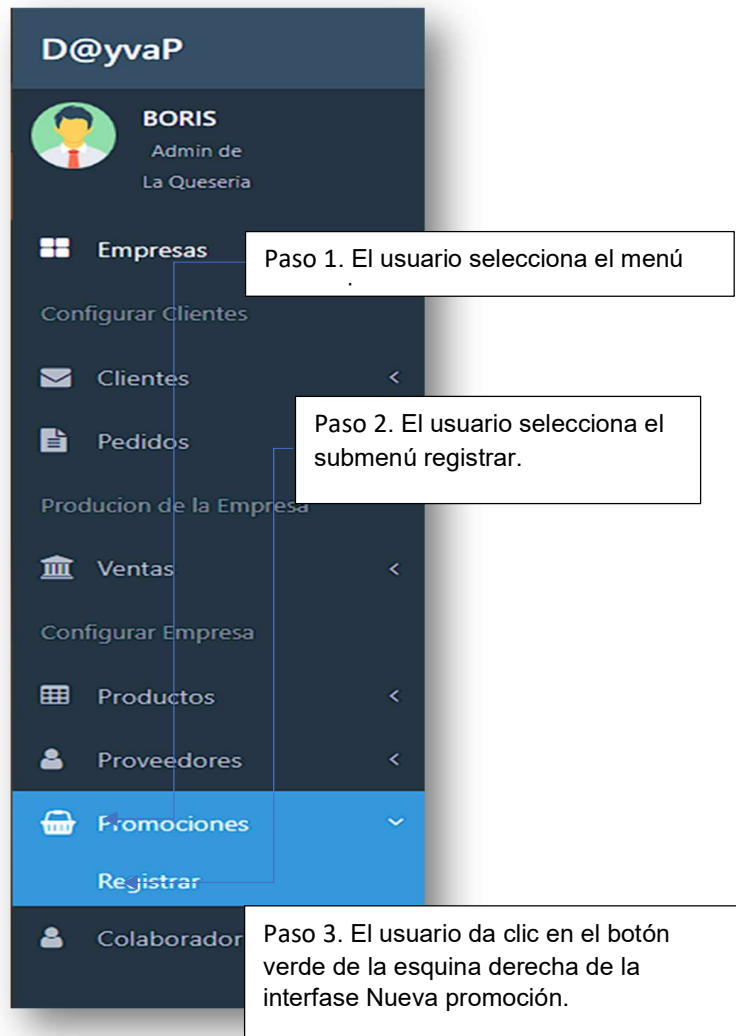 D@yvaP
BORIS
Admin de
La Queseria
Empresas
Paso 1. El usuario selecciona el menú
Configurar Clientes
Clientes
Paso 2. El usuario selecciona el
submenú registrar.
Pedidos
Producion de la Empresa
Ventas
Configurar Empresa
Productos
Proveedores
Promociones
Registrar
Colaborador
Paso 3. El usuario da clic en el botón
verde de la esquina derecha de la
interfase Nueva promoción.